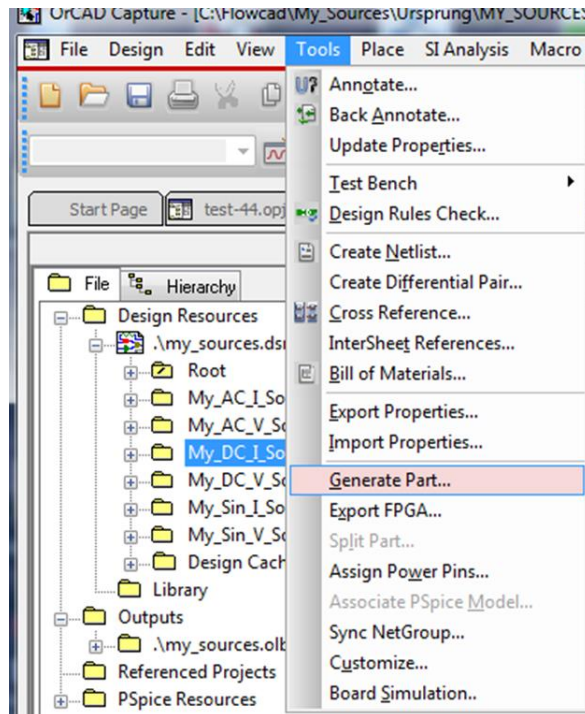 OrCAD Capture - [C:\Flowcad\My_Sources\Ursprung\MY_SOURCE
File Design Edit View Tools Place SI Analysis Macro
Annotate...
Back Annotate...
Update Properties...
Test Bench
Start Page test-44.opj
Design Rules Check...
Create Netlist...
File Hierarchy
Create Differential Pair...
Design Resources
Cross Reference...
.\my_sources.dsn
InterSheet References...
Root
Bill of Materials...
My_AC_I_So
My_AC_V_So
Export Properties...
My_DC_I_So
Import Properties...
My_DC_V_So
Generate Part...
My_Sin_I_So
Export FPGA...
My_Sin_V_So
Split Part...
Design Cach
Assign Power Pins...
Library
Associate PSpice Model...
Outputs
Sync NetGroup...
.\my_sources.olb
Customize...
Referenced Projects
Board Simulation..
PSpice Resources